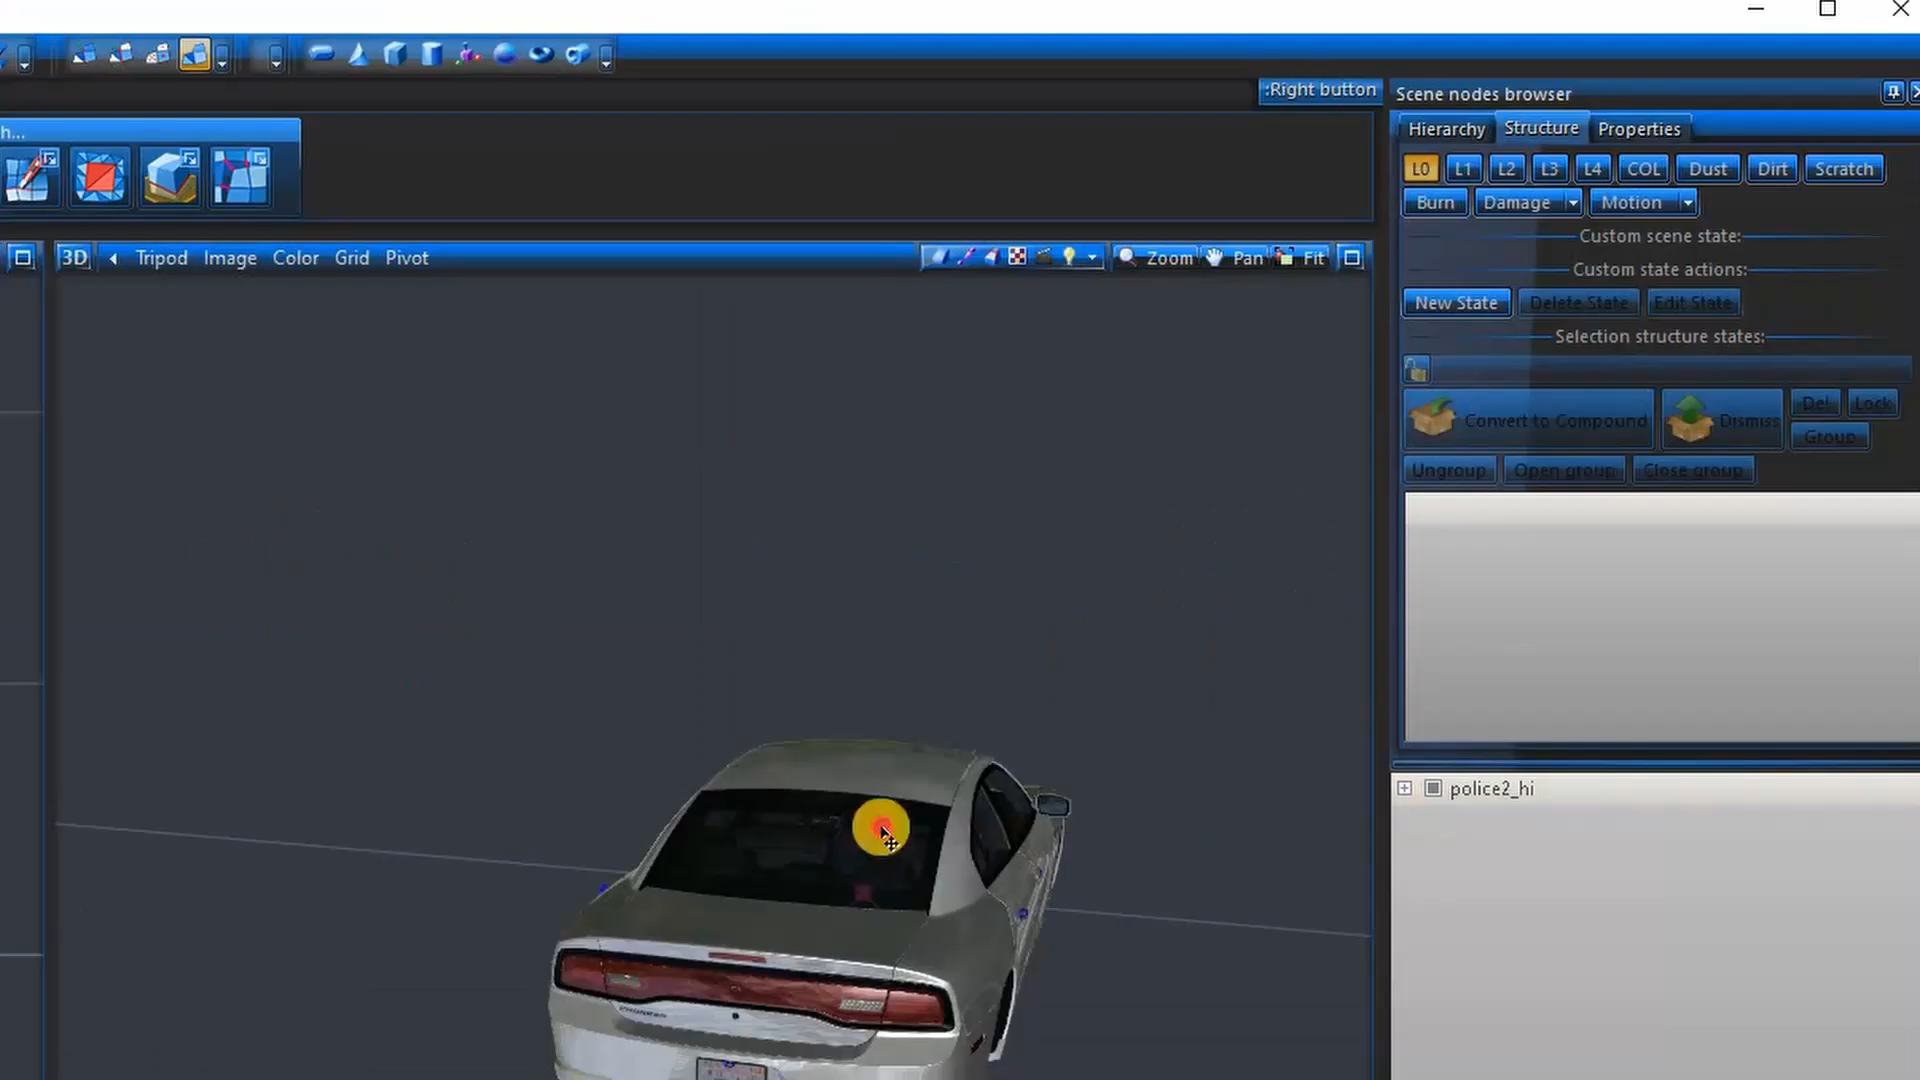 :Right button
Scene nodes browser
h...
Hierarchy Structure Properties
L0 L1 L2 L3 L4 COL Dust Dirt Scratch
Burn Damage Motion
Custom scene state:
3D Tripod Image Color Grid Pivot Zoom Pan Fit
Custom state actions:
New State Delete State Edit State
Selection structure states:
Convert to Compound Dismiss Del Lock
Group
Ungroup Open group Close group
police2_hi